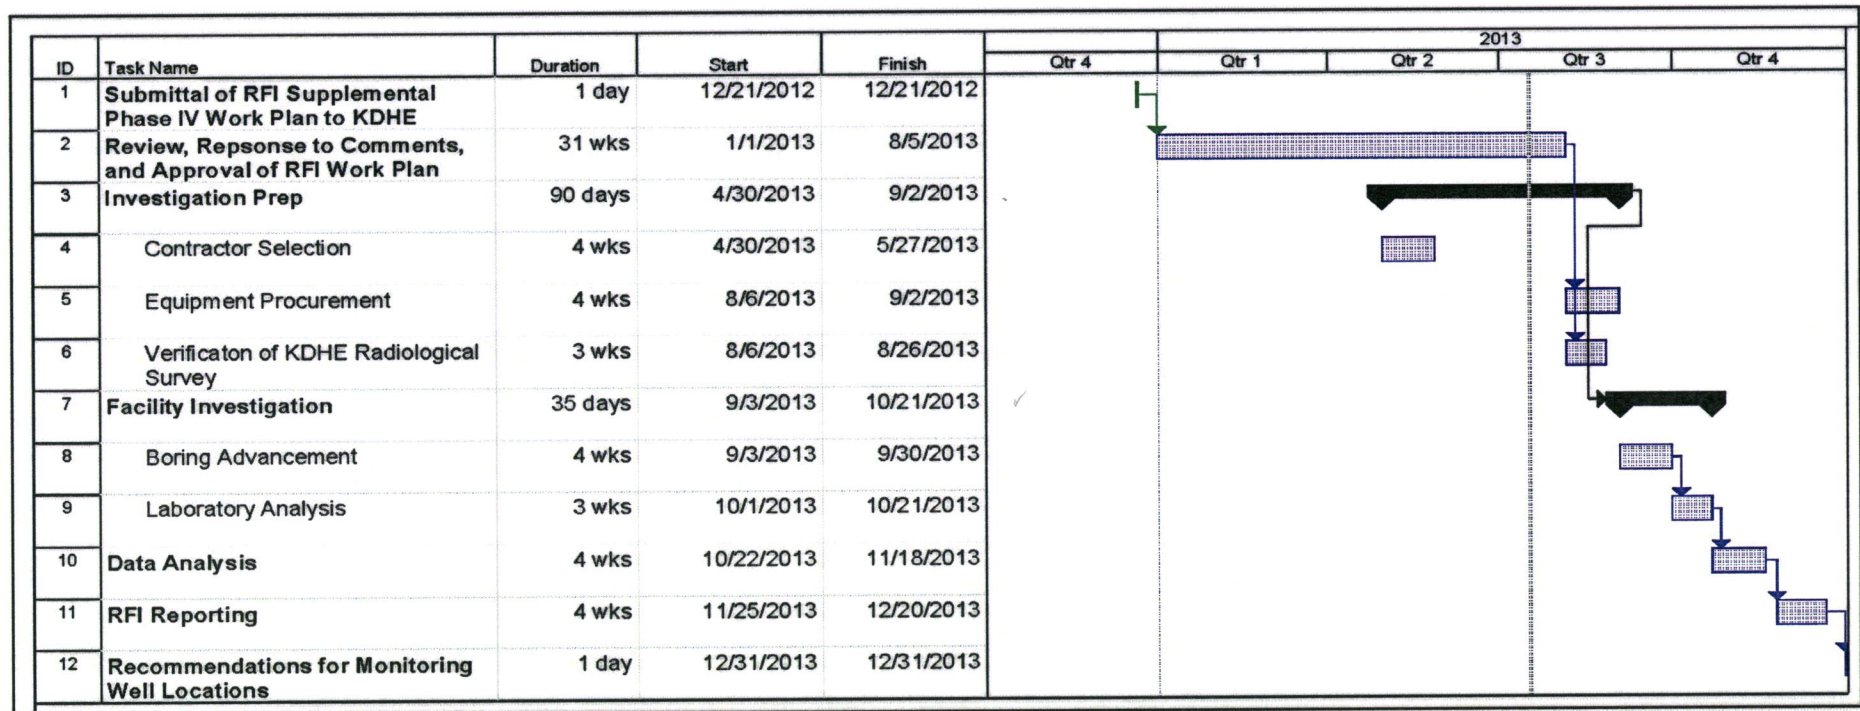 2013
ID Task Name Duration Start Finish Qtr 4 Qtr 1 Qtr 2 Qtr 3 Qtr 4
1 Submittal of RFI Supplemental 1 day 12/21/2012 12/21/2012
Phase IV Work Plan to KDHE
2 Review, Repsonse to Comments, 31 wks 1/1/2013 8/5/2013
and Approval of RFI Work Plan
3 Investigation Prep 90 days 4/30/2013 9/2/2013
4 Contractor Selection 4 wks 4/30/2013 5/27/2013
5 Equipment Procurement 4 wks 8/6/2013 9/2/2013
6 Verificaton of KDHE Radiological 3 wks 8/6/2013 8/26/2013
Survey
7 Facility Investigation 35 days 9/3/2013 10/21/2013
8 Boring Advancement 4 wks 9/3/2013 9/30/2013
9 Laboratory Analysis 3 wks 10/1/2013 10/21/2013
10 Data Analysis 4 wks 10/22/2013 11/18/2013
11 RFI Reporting 4 wks 11/25/2013 12/20/2013
12 Recommendations for Monitoring 1 day 12/31/2013 12/31/2013
Well Locations